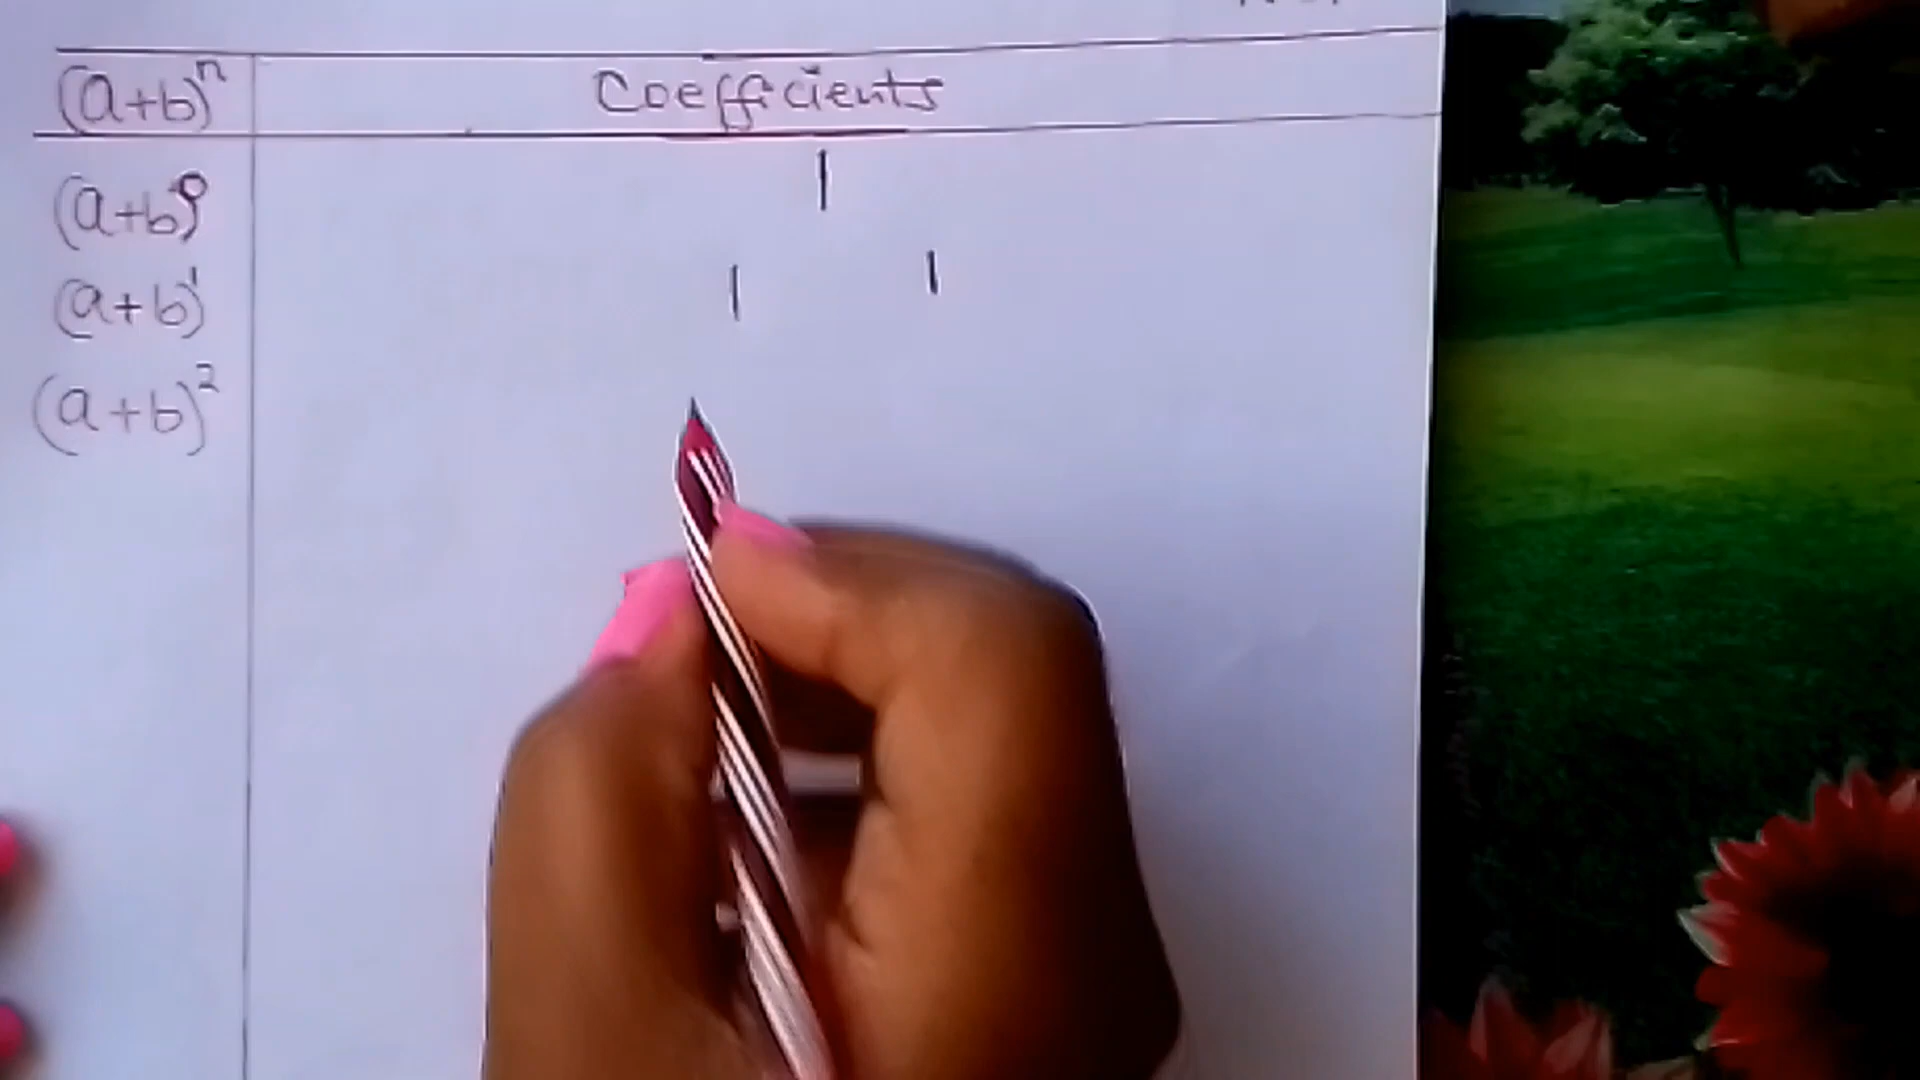 (a+b)ⁿ Coefficients
(a+b)⁰ 1
(a+b)¹ 1 1
(a+b)²